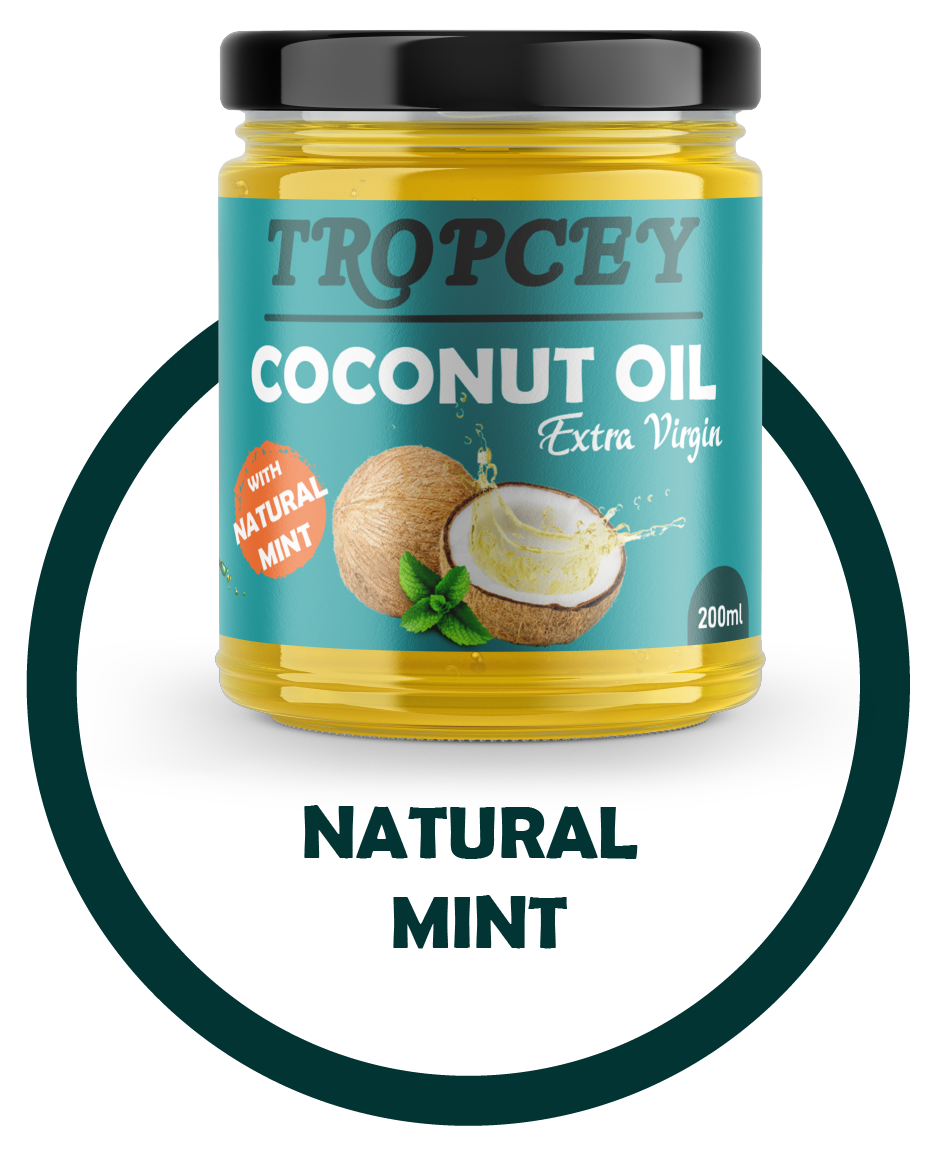 TROPCEY
COCONUT OIL
Extra Virgin
WITH
NATURAL
MINT
200ml
NATURAL
MINT